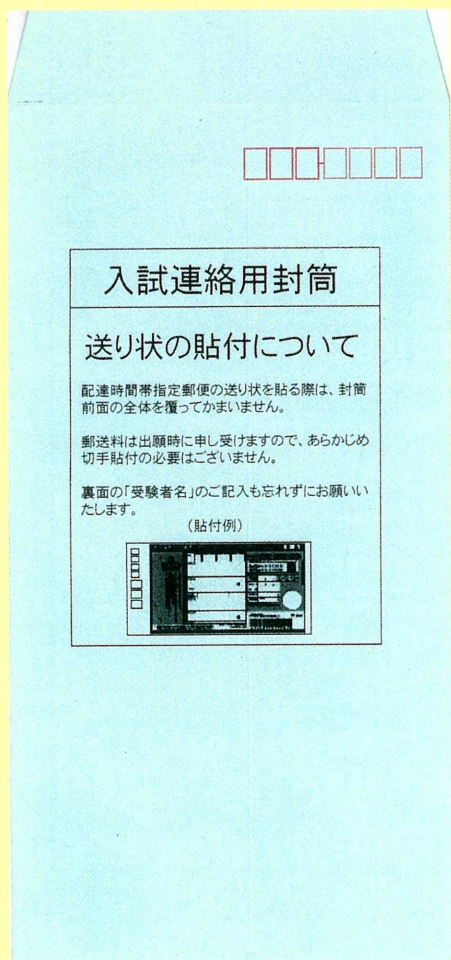 入試連絡用封筒
送り状の貼付について
配達時間帯指定郵便の送り状を貼る際は、封筒
前面の全体を覆ってかまいません。
郵送料は出願時に申し受けますので、あらかじめ
切手貼付の必要はございません。
裏面の「受験者名」のご記入も忘れずにお願いい
たします。
(貼付例)